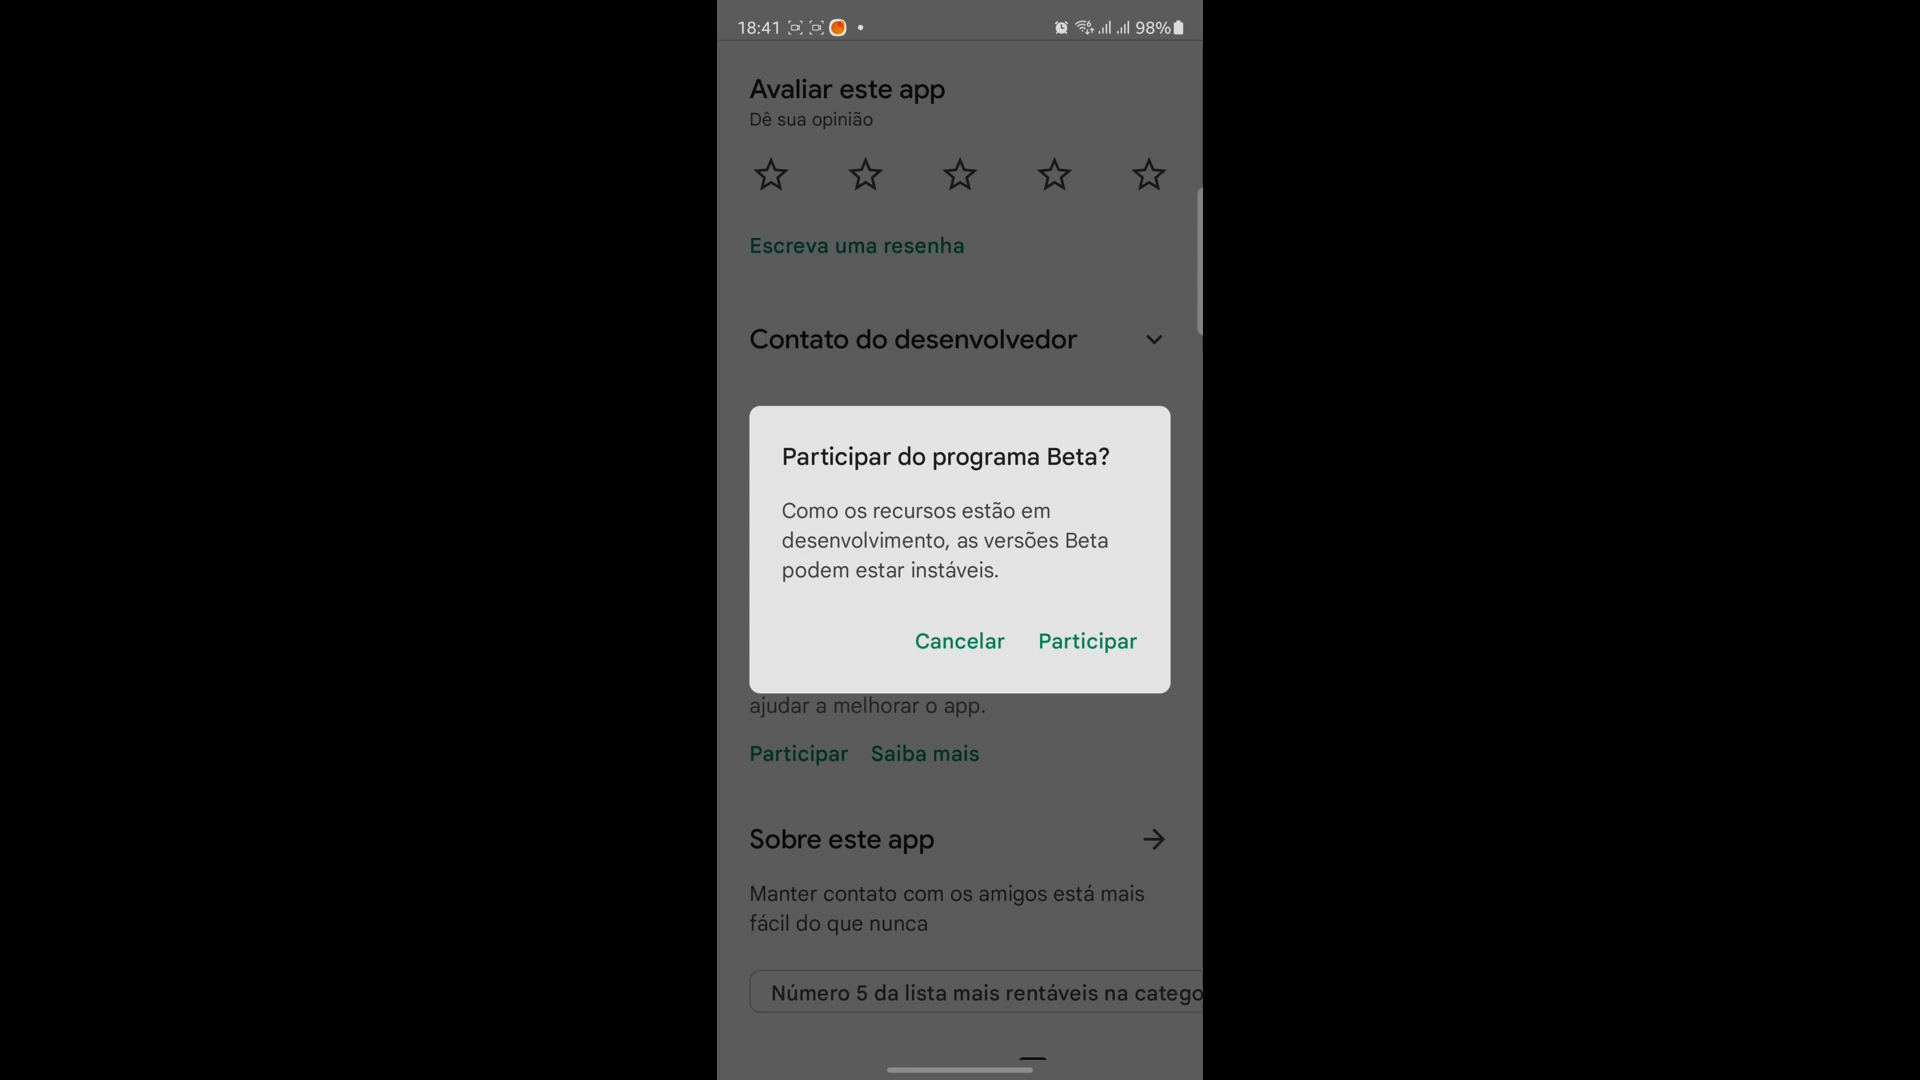 18:41
98%
Avaliar este app
Dê sua opinião
Escreva uma resenha
Contato do desenvolvedor
Participar do programa Beta?
Como os recursos estão em
desenvolvimento, as versões Beta
podem estar instáveis.
Cancelar Participar
ajudar a melhorar o app.
Participar Saiba mais
Sobre este app
Manter contato com os amigos está mais
fácil do que nunca
Número 5 da lista mais rentáveis na catego